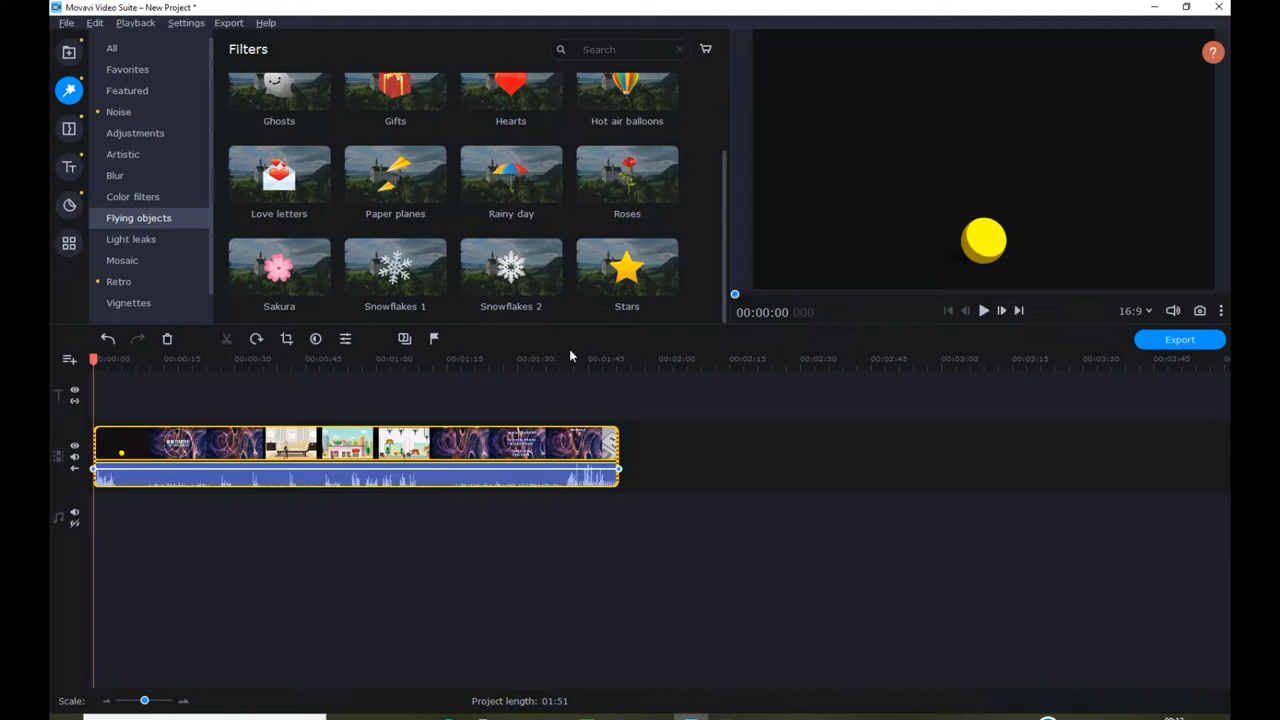 Movavi Video Suite – New Project *
File Edit Playback Settings Export Help
All
Favorites
Featured
Noise
Adjustments
Artistic
Blur
Color filters
Flying objects
Light leaks
Mosaic
Retro
Vignettes
Filters
Search
Ghosts Gifts Hearts Hot air balloons
Love letters Paper planes Rainy day Roses
Sakura Snowflakes 1 Snowflakes 2 Stars
?
00:00:00.000
16:9
Export
0:00:00 00:00:15 00:00:30 00:00:45 00:01:00 00:01:15 00:01:30 00:01:45 00:02:00 00:02:15 00:02:30 00:02:45 00:03:00 00:03:15 00:03:30 00:03:45 00:
Scale:
Project length: 01:51